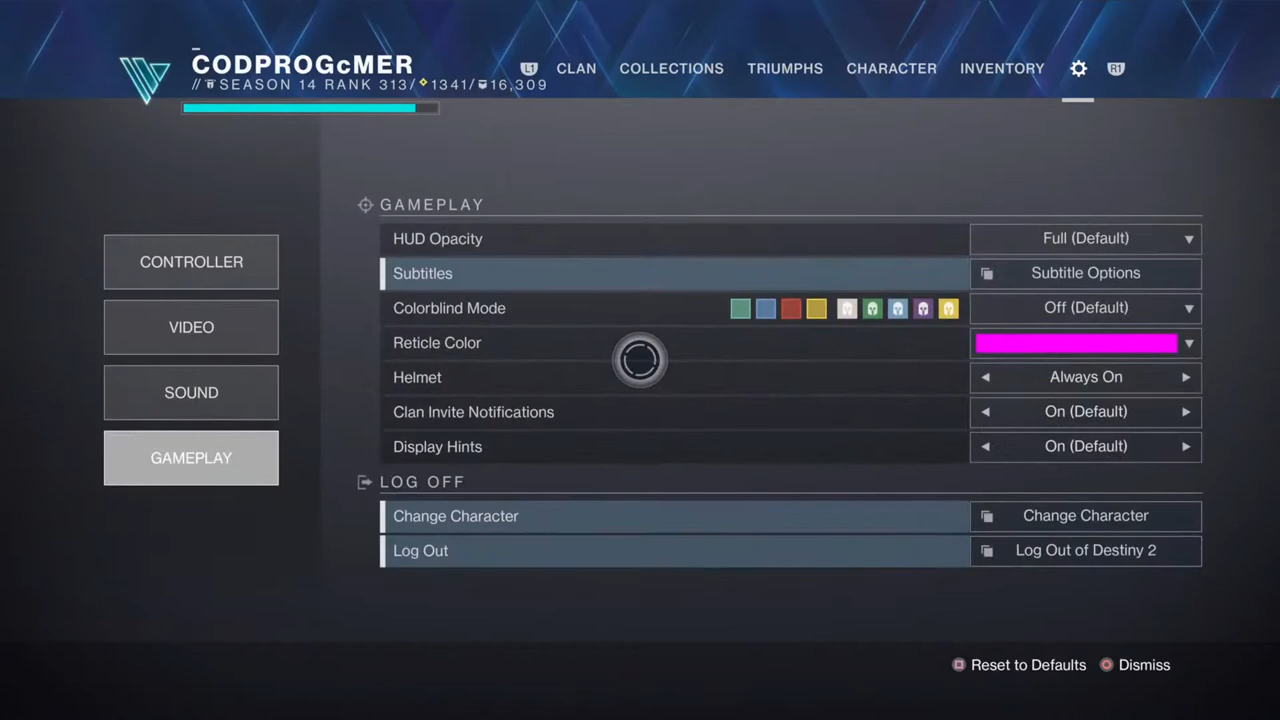 CODPROGcMER
// SEASON 14 RANK 313/1341/16,309
L1 CLAN COLLECTIONS TRIUMPHS CHARACTER INVENTORY R1
CONTROLLER
VIDEO
SOUND
GAMEPLAY
GAMEPLAY
HUD Opacity Full (Default)
Subtitles Subtitle Options
Colorblind Mode Off (Default)
Reticle Color
Helmet Always On
Clan Invite Notifications On (Default)
Display Hints On (Default)
LOG OFF
Change Character Change Character
Log Out Log Out of Destiny 2
Reset to Defaults Dismiss